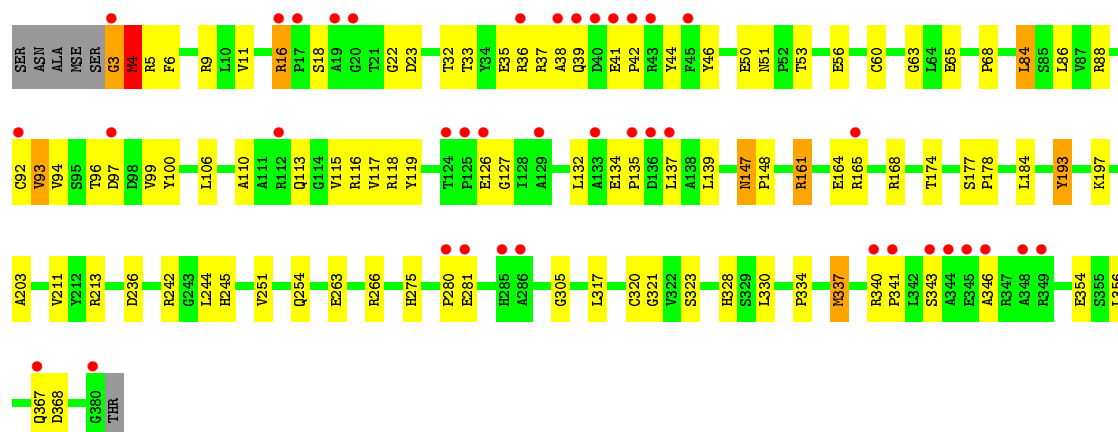 SER ASN ALA MSE SER G3 M4 R5 F6 R9 L10 V11 R16 P17 S18 A19 G20 T21 G22 D23 T32 T33 Y34 E35 R36 R37 A38 Q39 D40 E41 P42 R43 Y44 F45 Y46 E50 N51 P52 T53 E56 C60 G63 L64 E65 P68 L84 S85 L86 V87 R88
C92 V93 V94 S95 T96 D97 D98 V99 Y100 L106 A110 A111 R112 Q113 G114 V115 R116 V117 R118 Y119 T124 P125 E126 G127 I128 A129 L132 A133 E134 P135 D136 L137 A138 L139 N147 P148 R161 E164 R165 R168 T174 S177 P178 L184 Y193 K197
A203 V211 Y212 R213 D236 R242 G243 L244 H245 V251 Q254 E263 R266 H275 P280 E281 H285 A286 G305 L317 C320 G321 V322 S323 H328 S329 L330 P334 M337 R340 P341 L342 S343 A344 E345 A346 R347 A348 R349 E354 S355 L356
Q367 D368 G380 THR